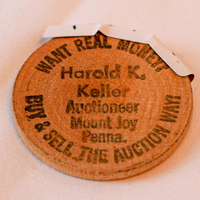 WANT REAL MONEY?
Harold K.
Keller
Auctioneer
Mount Joy
Penna.
BUY & SELL THE AUCTION WAY!